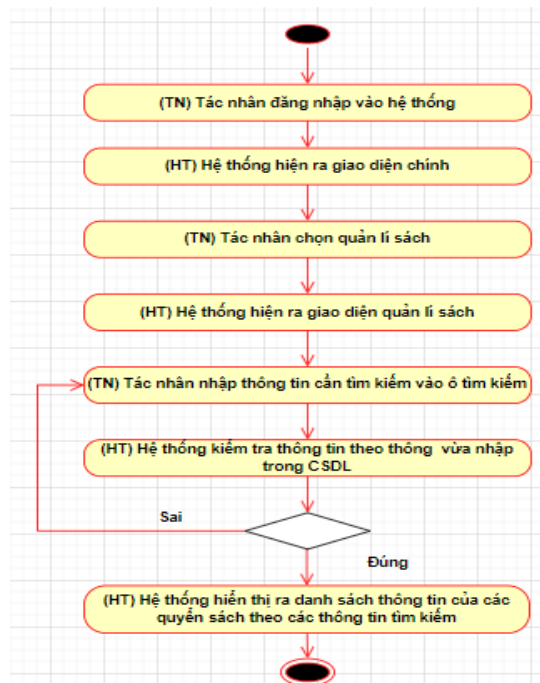 (TN) Tác nhân đăng nhập vào hệ thống
(HT) Hệ thống hiện ra giao diện chính
(TN) Tác nhân chọn quản lí sách
(HT) Hệ thống hiện ra giao diện quản lí sách
(TN) Tác nhân nhập thông tin cần tìm kiếm vào ô tìm kiếm
(HT) Hệ thống kiểm tra thông tin theo thông vừa nhập
trong CSDL
Sai
Đúng
(HT) Hệ thống hiển thị ra danh sách thông tin của các
quyển sách theo các thông tin tìm kiếm